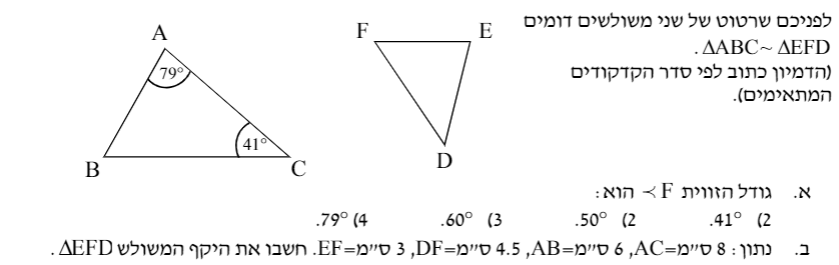 לפניכם שרטוט של שני משולשים דומים
ΔABC~ ΔEFD .
(הדמיון כתוב לפי סדר הקדקודים
המתאימים).
A
79°
41°
B
C
F
E
D
א. גודל הזווית F ≻ הוא :
2) 41°. 2) 50°. 3) 60°. 4) 79°.
ב. נתון : 8 ס״מ=AC, 6 ס״מ=AB, 4.5 ס״מ=DF, 3 ס״מ=EF. חשבו את היקף המשולש ΔEFD .